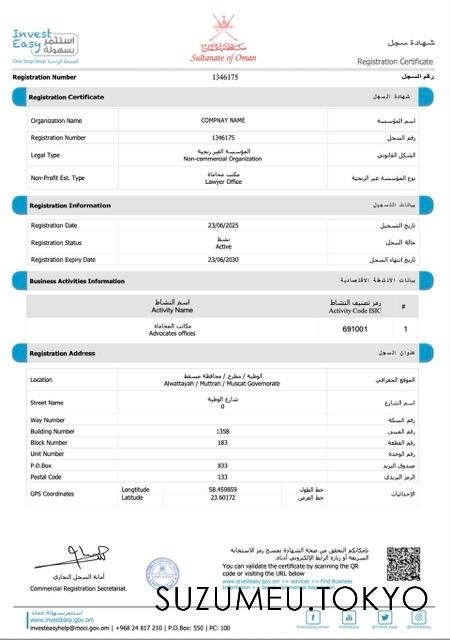 Invest Easy
استثمر بسهولة
One Stop Shop المحطة الواحدة
سلطنة عمان
Sultanate of Oman
شهادة سجل
Registration Certificate
Registration Number 1346175 رقم السجل
Registration Certificate شهادة السجل
Organization Name COMPNAY NAME اسم المؤسسة
Registration Number 1346175 رقم السجل
Legal Type المؤسسة الغير ربحية الشكل القانوني
Non-commercial Organization
Non-Profit Est. Type مكتب محاماة نوع المؤسسة غير الربحية
Lawyer Office
Registration Information بيانات التسجيل
Registration Date 23/06/2025 تاريخ التسجيل
Registration Status نشط حالة السجل
Active
Registration Expiry Date 23/06/2030 تاريخ انتهاء السجل
Business Activities Information بيانات الأنشطة الاقتصادية
اسم النشاط رمز تصنيف النشاط #
Activity Name Activity Code ISIC
مكاتب المحاماة 691001 1
Advocates offices
Registration Address عنوان السجل
Location الوطية / مطرح / محافظة مسقط الموقع الجغرافي
Alwattayah / Muttrah / Muscat Governorate
Street Name شارع الوطية اسم الشارع
0
Way Number رقم السكة
Building Number 1358 رقم المبنى
Block Number 183 رقم القطعة
Unit Number رقم الوحدة
P.O.Box 833 صندوق البريد
Postal Code 133 الرمز البريدي
GPS Coordinates Longtitude 58.459859 خط الطول الإحداثيات
Latitude 23.60172 خط العرض
أمانة السجل التجاري
Commercial Registration Secretariat
بإمكانكم التحقق من صحة الشهادة بمسح رمز الاستجابة
السريعة أو زيارة الرابط الإلكتروني أدناه.
You can validate the certificate by scanning the QR
code or visiting the URL below
www.investeasy.gov.om >> services >> Find Business
SUZUMEU.TOKYO
استثمر بسهولة.عمان
www.investeasy.gov.om
investeasyhelp@moci.gov.om | +968 24 817 210 | P.O.Box: 550 | PC: 100